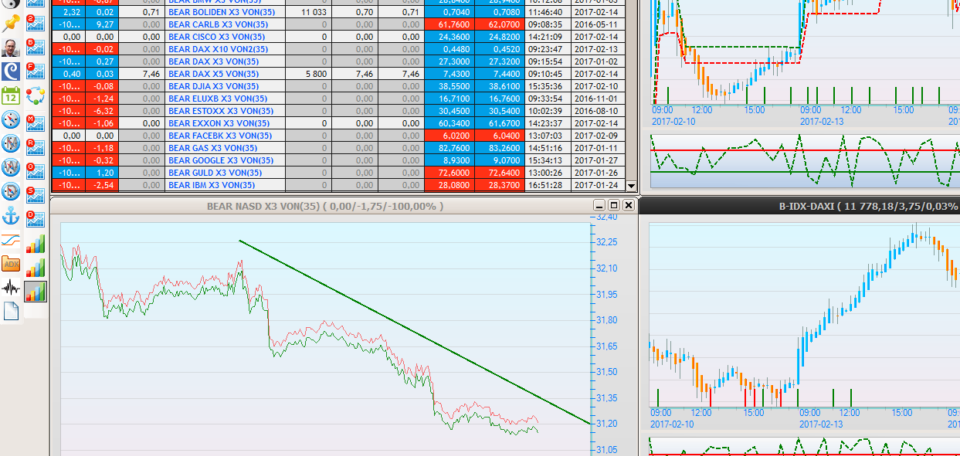 -10... -0,87 0,00 BEAR BMW X3 VON(35) 0 0,00 0,00
2,32 0,02 0,71 BEAR BOLIDEN X3 VON(35) 11 033 0,70 0,71 0,7040 0,7080 11:46:40 2017-02-14
-10... 9,27 0,00 BEAR CARLB X3 VON(35) 0 0,00 0,00 61,7600 62,0700 09:08:35 2016-05-11
0,00 0,00 0,00 BEAR CISCO X3 VON(35) 0 0,00 0,00 24,3600 24,8200 14:21:09 2017-02-14
-10... -0,02 0,00 BEAR DAX X10 VON2(35) 0 0,00 0,00 0,4480 0,4520 09:23:47 2017-02-13
-10... 0,27 0,00 BEAR DAX X3 VON(35) 0 0,00 0,00 27,3000 27,3200 09:15:54 2017-01-02
0,40 0,03 7,46 BEAR DAX X5 VON(35) 5 800 7,46 7,46 7,4300 7,4400 09:10:45 2017-02-14
-10... -0,08 0,00 BEAR DJIA X3 VON(35) 0 0,00 0,00 38,5500 38,6100 15:35:36 2017-02-10
-10... -1,24 0,00 BEAR ELUXB X3 VON(35) 0 0,00 0,00 16,7100 16,7600 09:33:54 2016-11-01
-10... -6,32 0,00 BEAR ESTOXX X3 VON(35) 0 0,00 0,00 30,4500 30,5400 10:02:39 2016-08-10
-10... -1,06 0,00 BEAR EXXON X3 VON(35) 0 0,00 0,00 60,3400 61,6700 14:23:37 2017-02-14
0,00 0,00 0,00 BEAR FACEBK X3 VON(35) 0 0,00 0,00 6,0200 6,0400 13:07:03 2017-02-09
-10... -1,18 0,00 BEAR GAS X3 VON(35) 0 0,00 0,00 82,7600 83,2600 14:51:16 2017-01-11
-10... -0,32 0,00 BEAR GOOGLE X3 VON(35) 0 0,00 0,00 8,9300 9,0700 15:34:13 2017-01-27
-10... 1,20 0,00 BEAR GULD X3 VON(35) 0 0,00 0,00 72,6000 72,6400 13:00:26 2017-01-26
-10... -2,54 0,00 BEAR IBM X3 VON(35) 0 0,00 0,00 28,0800 28,3700 16:51:28 2017-01-24
09:00 12:00 15:00 09:00 12:00 15:00 09:
2017-02-10 2017-02-13
BEAR NASD X3 VON(35) ( 0,00/-1,75/-100,00% )
32.40
32.25
32.10
31.95
31.80
31.65
31.50
31.35
31.20
31.05
B-IDX-DAXI ( 11 778,18/3,75/0,03%
09:00 12:00 15:00 09:00 12:00 15:00 09:00
2017-02-10 2017-02-13
12
ADX